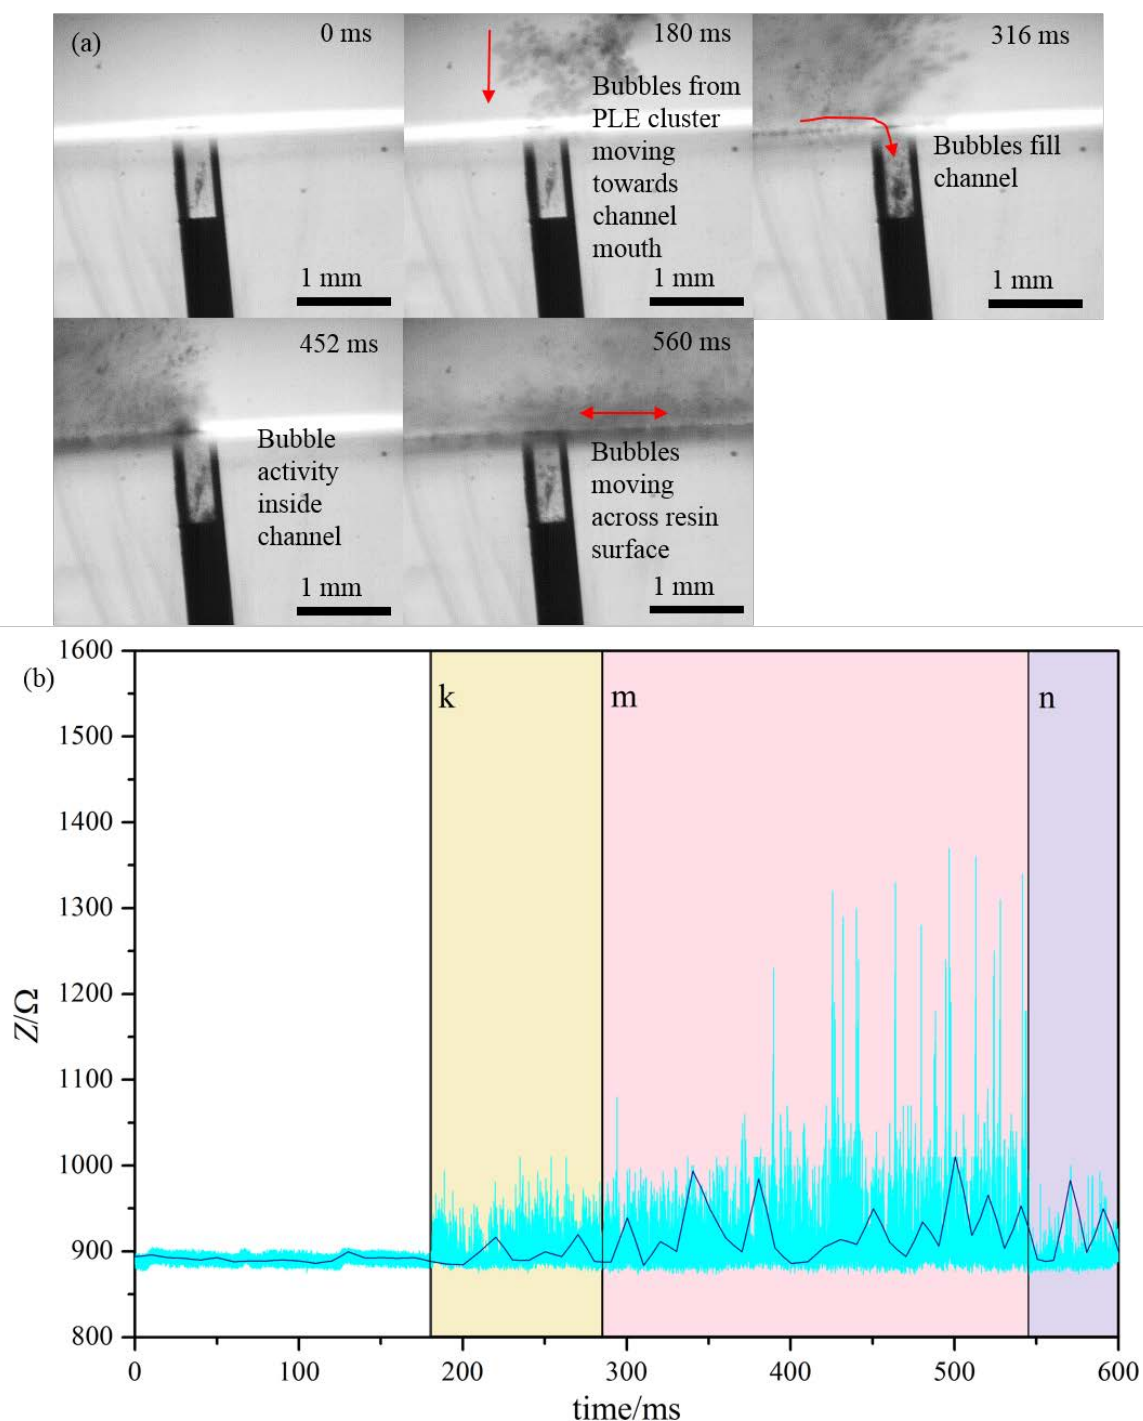 (a)
0 ms
1 mm
180 ms
Bubbles from
PLE cluster
moving
towards
channel
mouth
1 mm
316 ms
Bubbles fill
channel
1 mm
452 ms
Bubble
activity
inside
channel
1 mm
560 ms
Bubbles
moving
across resin
surface
1 mm
(b)
k
m
n
1600
1500
1400
1300
1200
1100
1000
900
800
Z/Ω
0
100
200
300
400
500
600
time/ms